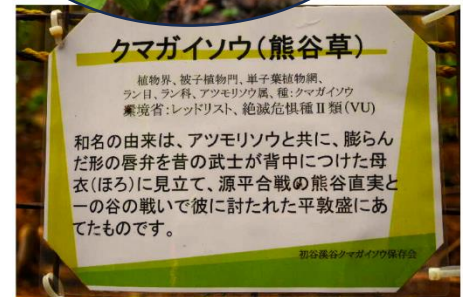 クマガイソウ(熊谷草)
植物界、被子植物門、単子葉植物網、
ラン目、ラン科、アツモリソウ属、種:クマガイソウ
環境省:レッドリスト、絶滅危惧種Ⅱ類(VU)
和名の由来は、アツモリソウと共に、膨らん
だ形の唇弁を昔の武士が背中につけた母
衣(ほろ)に見立て、源平合戦の熊谷直実と
一の谷の戦いで彼に討たれた平敦盛にあ
てたものです。
初谷渓谷クマガイソウ保存会